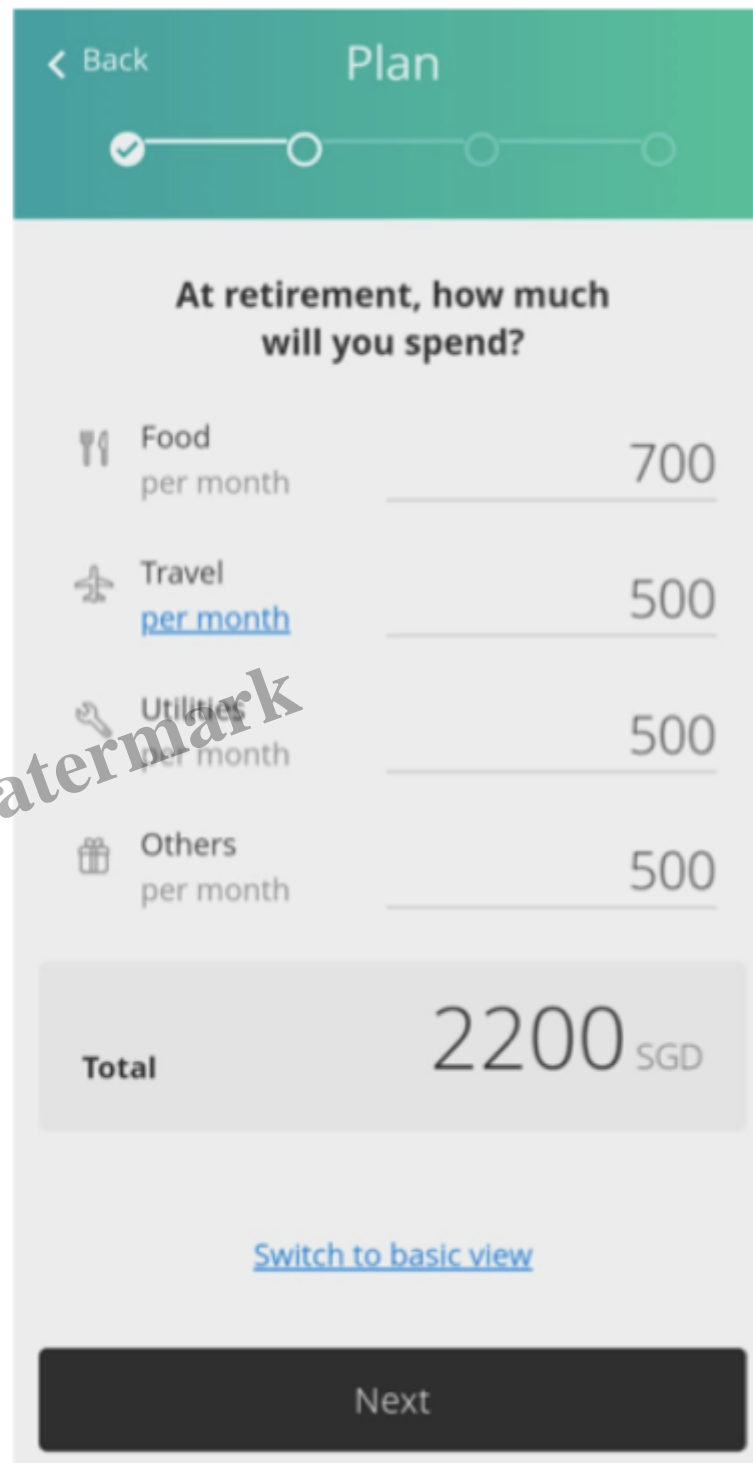 Back
Plan
At retirement, how much
will you spend?
Food
per month
700
Travel
per month
500
Utilities
per month
500
Others
per month
500
Total
2200 SGD
Switch to basic view
Next
atermark